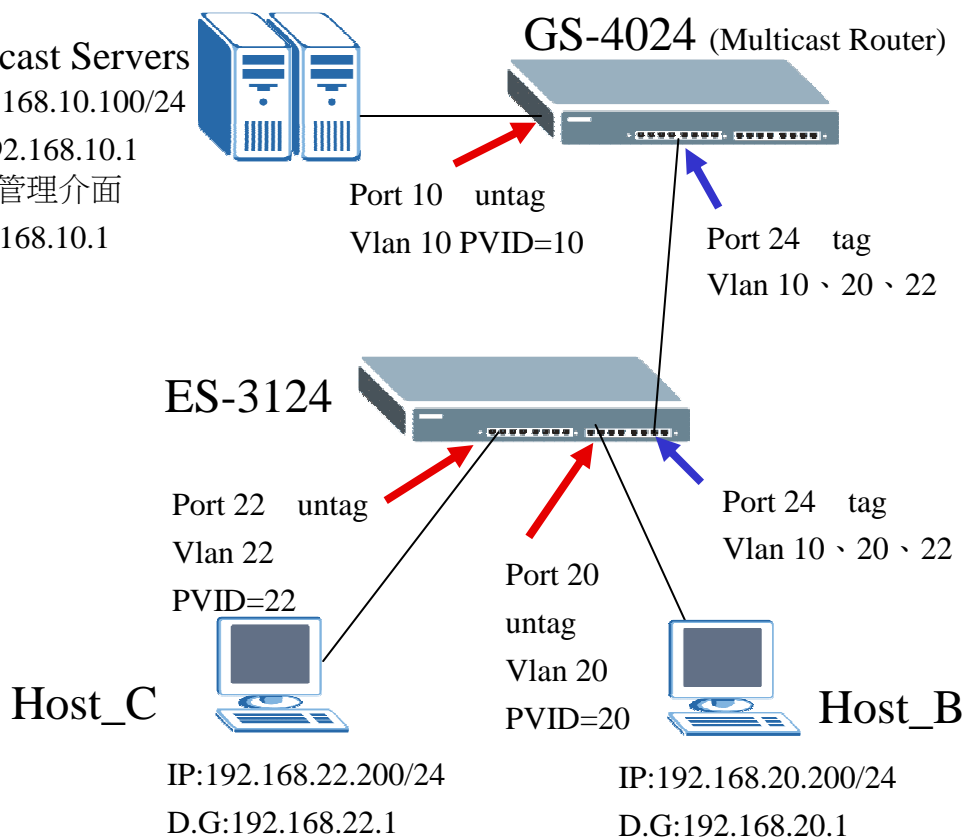 GS-4024 (Multicast Router)
cast Servers
168.10.100/24
92.168.10.1
管理介面
168.10.1
Port 10 untag
Vlan 10 PVID=10
Port 24 tag
Vlan 10、20、22
ES-3124
Port 22 untag
Vlan 22
PVID=22
Port 20
untag
Vlan 20
PVID=20
Port 24 tag
Vlan 10、20、22
Host_C
IP:192.168.22.200/24
D.G:192.168.22.1
Host_B
IP:192.168.20.200/24
D.G:192.168.20.1